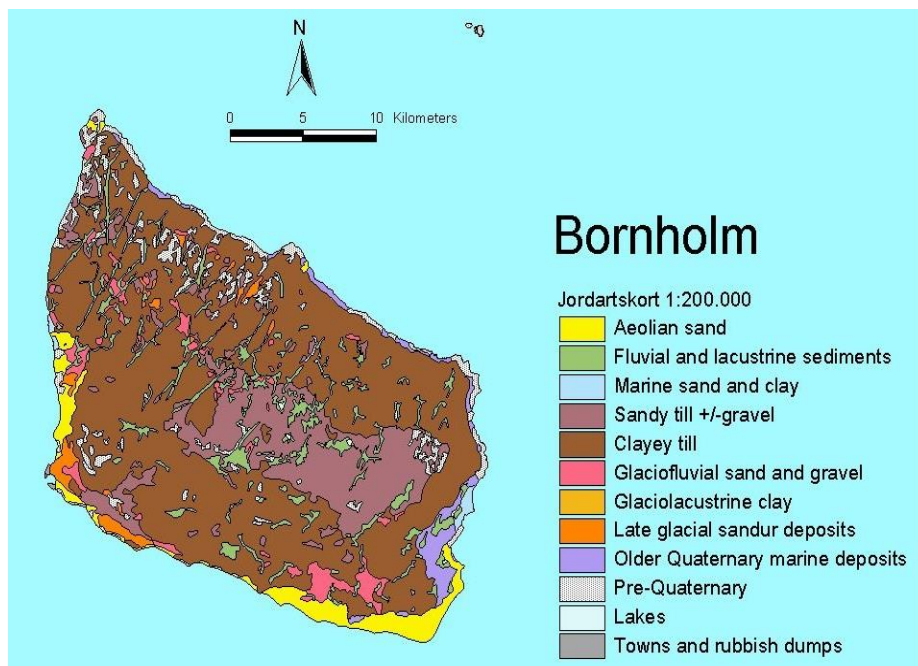 N
0 5 10 Kilometers
Bornholm
Jordartskort 1:200.000
Aeolian sand
Fluvial and lacustrine sediments
Marine sand and clay
Sandy till +/-gravel
Clayey till
Glaciofluvial sand and gravel
Glaciolacustrine clay
Late glacial sandur deposits
Older Quaternary marine deposits
Pre-Quaternary
Lakes
Towns and rubbish dumps